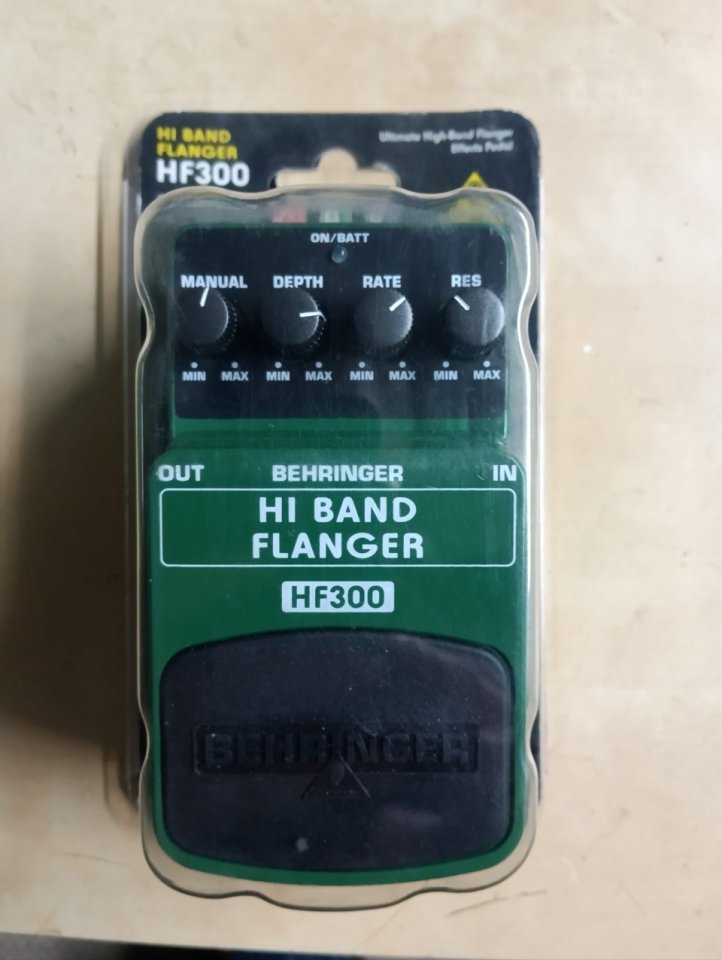 HI BAND
FLANGER
HF300
Ultimate High-Band Flanger
Effects Pedal
ON/BATT
MANUAL DEPTH RATE RES
MIN MAX MIN MAX MIN MAX MIN MAX
OUT BEHRINGER IN
HI BAND
FLANGER
HF300
BEHRINGER